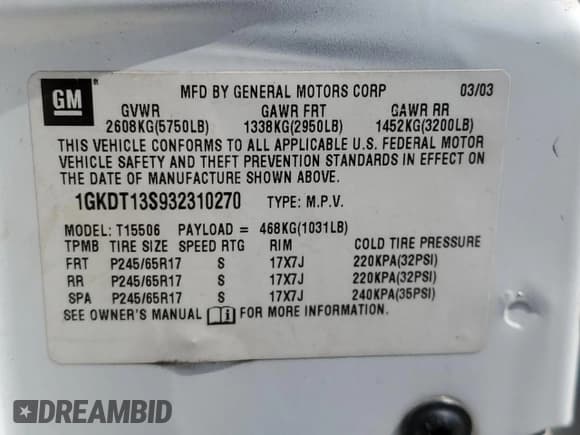 GM ®
MFD BY GENERAL MOTORS CORP 03/03
GVWR GAWR FRT GAWR RR
2608KG(5750LB) 1338KG(2950LB) 1452KG(3200LB)
THIS VEHICLE CONFORMS TO ALL APPLICABLE U.S. FEDERAL MOTOR
VEHICLE SAFETY AND THEFT PREVENTION STANDARDS IN EFFECT ON
THE DATE OF MANUFACTURE SHOWN ABOVE.
1GKDT13S932310270 TYPE: M.P.V.
MODEL: T15506 PAYLOAD = 468KG(1031LB)
TPMB TIRE SIZE SPEED RTG RIM COLD TIRE PRESSURE
FRT P245/65R17 S 17X7J 220KPA(32PSI)
RR P245/65R17 S 17X7J 220KPA(32PSI)
SPA P245/65R17 S 17X7J 240KPA(35PSI)
SEE OWNER'S MANUAL i FOR MORE INFORMATION.
DREAMBID